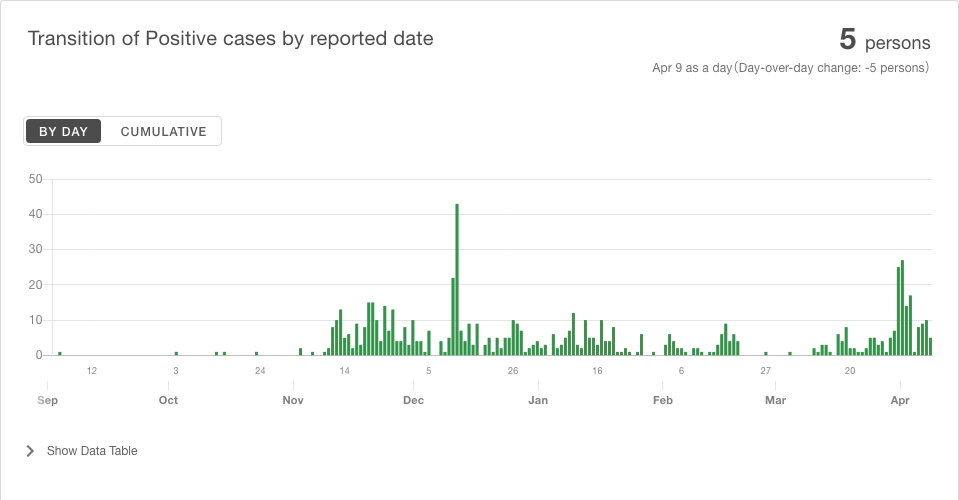 Transition of Positive cases by reported date
5 persons
Apr 9 as a day(Day-over-day change: -5 persons)
BY DAY CUMULATIVE
50
40
30
20
10
0
12 3 24 14 5 26 16 6 27 20
Sep Oct Nov Dec Jan Feb Mar Apr
Show Data Table